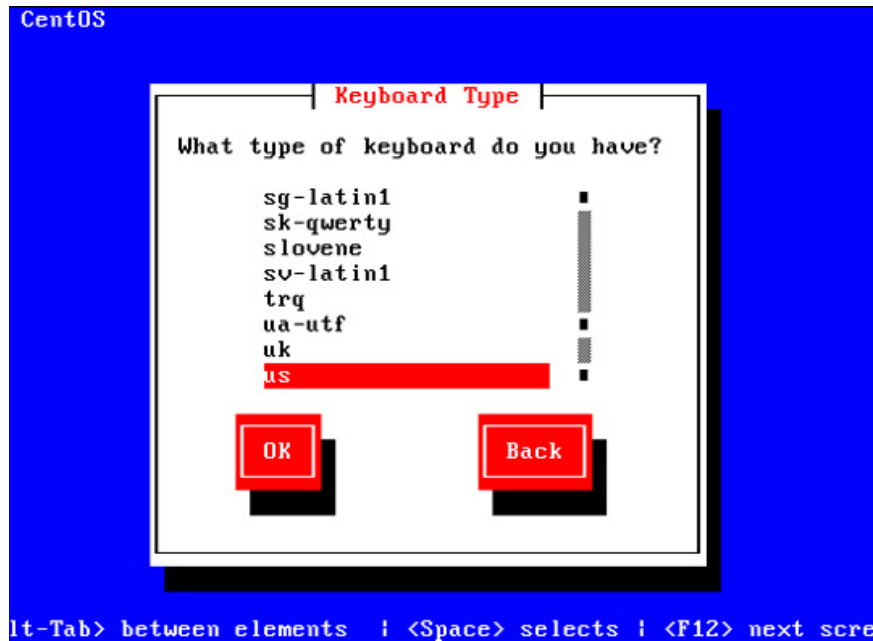 CentOS
Keyboard Type
What type of keyboard do you have?
sg-latin1
sk-qwerty
slovene
sv-latin1
trq
ua-utf
uk
us
OK Back
lt-Tab> between elements | <Space> selects | <F12> next scre